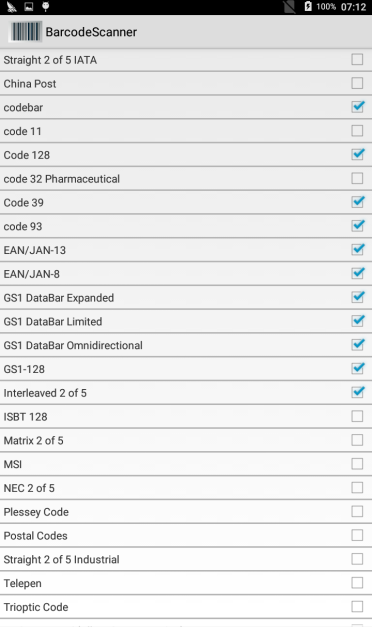 100% 07:12
BarcodeScanner
Straight 2 of 5 IATA
China Post
codebar
code 11
Code 128
code 32 Pharmaceutical
Code 39
code 93
EAN/JAN-13
EAN/JAN-8
GS1 DataBar Expanded
GS1 DataBar Limited
GS1 DataBar Omnidirectional
GS1-128
Interleaved 2 of 5
ISBT 128
Matrix 2 of 5
MSI
NEC 2 of 5
Plessey Code
Postal Codes
Straight 2 of 5 Industrial
Telepen
Trioptic Code